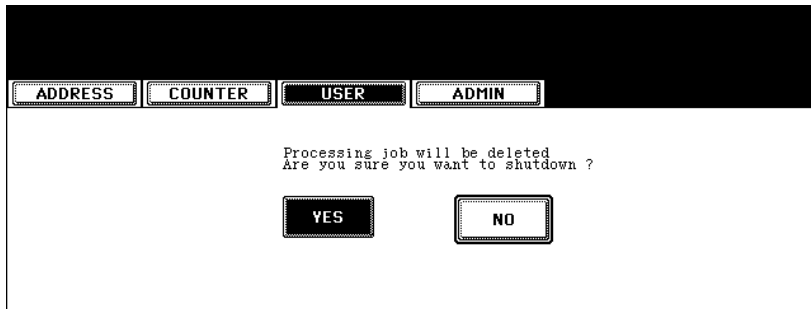 ADDRESS COUNTER USER ADMIN
Processing job will be deleted
Are you sure you want to shutdown ?
YES NO